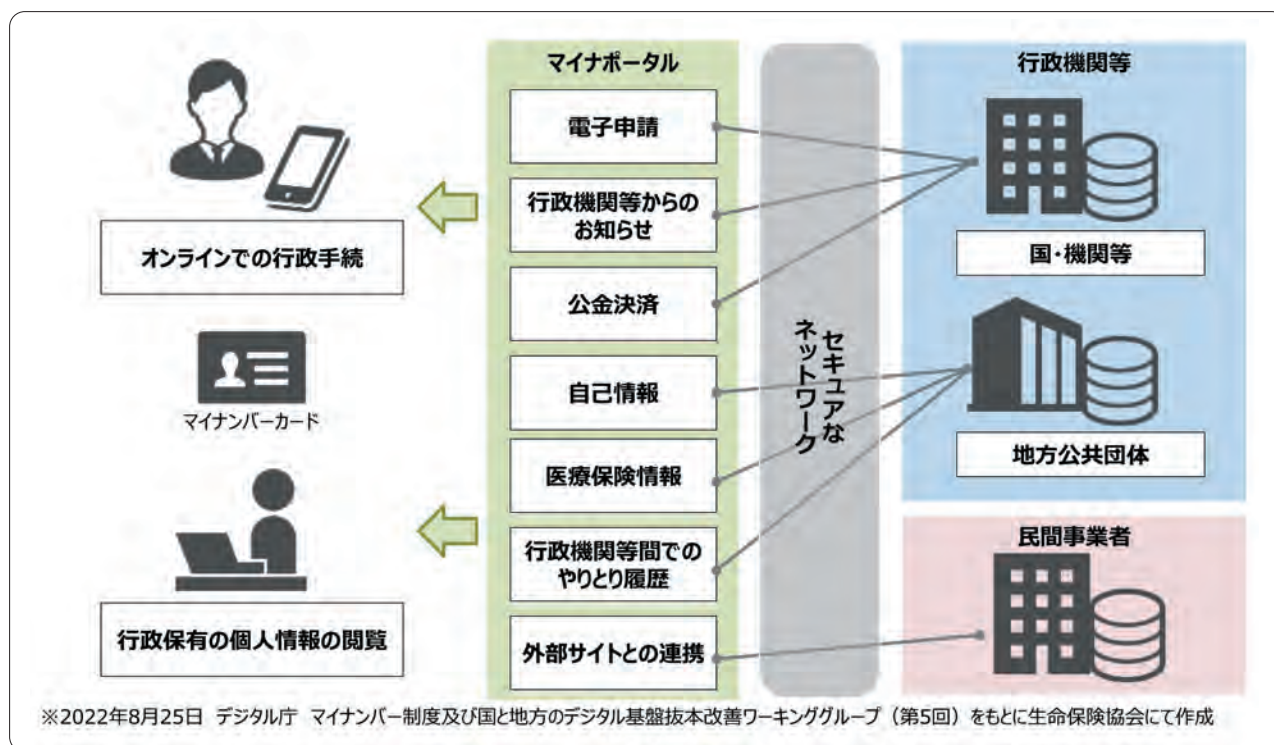 オンラインでの行政手続
マイナンバーカード
行政保有の個人情報の閲覧
マイナポータル
電子申請
行政機関等からの
お知らせ
公金決済
自己情報
医療保険情報
行政機関等間での
やりとり履歴
外部サイトとの連携
セキュアな
ネットワーク
行政機関等
国・機関等
地方公共団体
民間事業者
※2022年8月25日 デジタル庁 マイナンバー制度及び国と地方のデジタル基盤抜本改善ワーキンググループ（第5回）をもとに生命保険協会にて作成